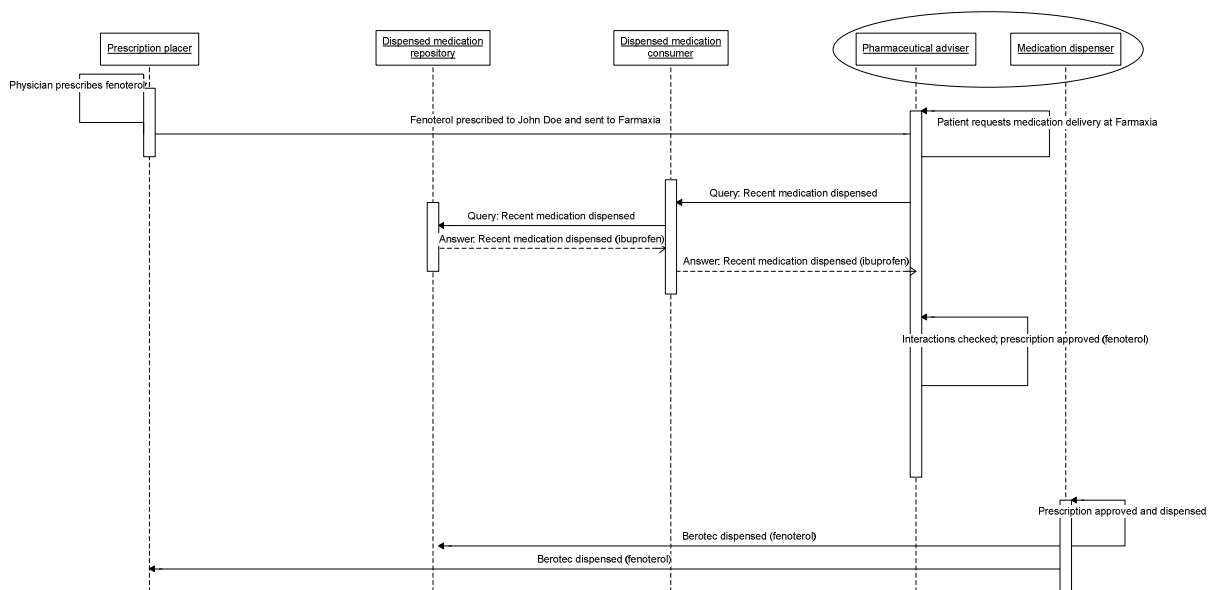 Prescription placer
Dispensed medication
repository
Dispensed medication
consumer
Pharmaceutical adviser
Medication dispenser
Physician prescribes fenoterol
Fenoterol prescribed to John Doe and sent to Farmaxia
Patient requests medication delivery at Farmaxia
Query: Recent medication dispensed
Query: Recent medication dispensed
Answer: Recent medication dispensed (ibuprofen)
Answer: Recent medication dispensed (ibuprofen)
Interactions checked; prescription approved (fenoterol)
Prescription approved and dispensed
Berotec dispensed (fenoterol)
Berotec dispensed (fenoterol)